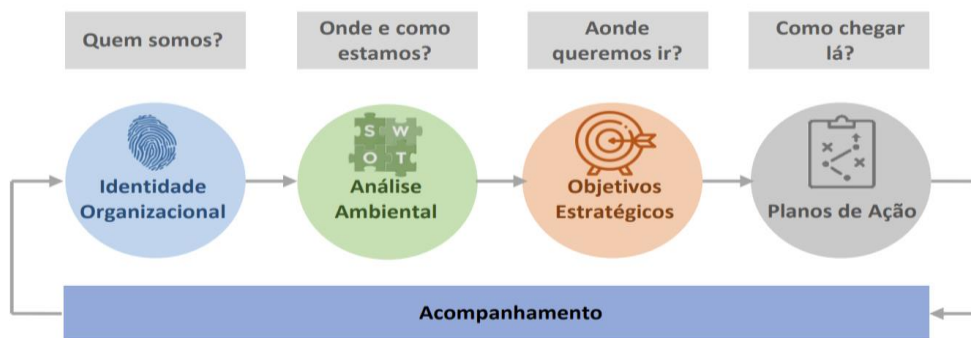 Quem somos?
Onde e como
estamos?
Aonde
queremos ir?
Como chegar
lá?
Identidade
Organizacional
S W
O T
Análise
Ambiental
Objetivos
Estratégicos
Planos de Ação
Acompanhamento